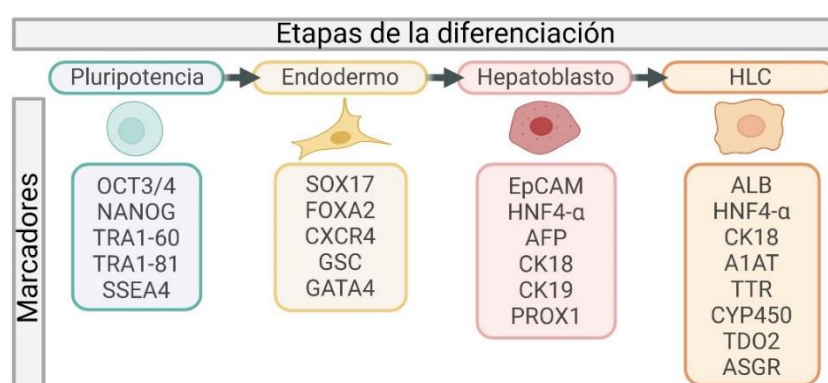 Etapas de la diferenciación
Pluripotencia
Endodermo
Hepatoblasto
HLC
Marcadores
OCT3/4
NANOG
TRA1-60
TRA1-81
SSEA4
SOX17
FOXA2
CXCR4
GSC
GATA4
EpCAM
HNF4-α
AFP
CK18
CK19
PROX1
ALB
HNF4-α
CK18
A1AT
TTR
CYP450
TDO2
ASGR